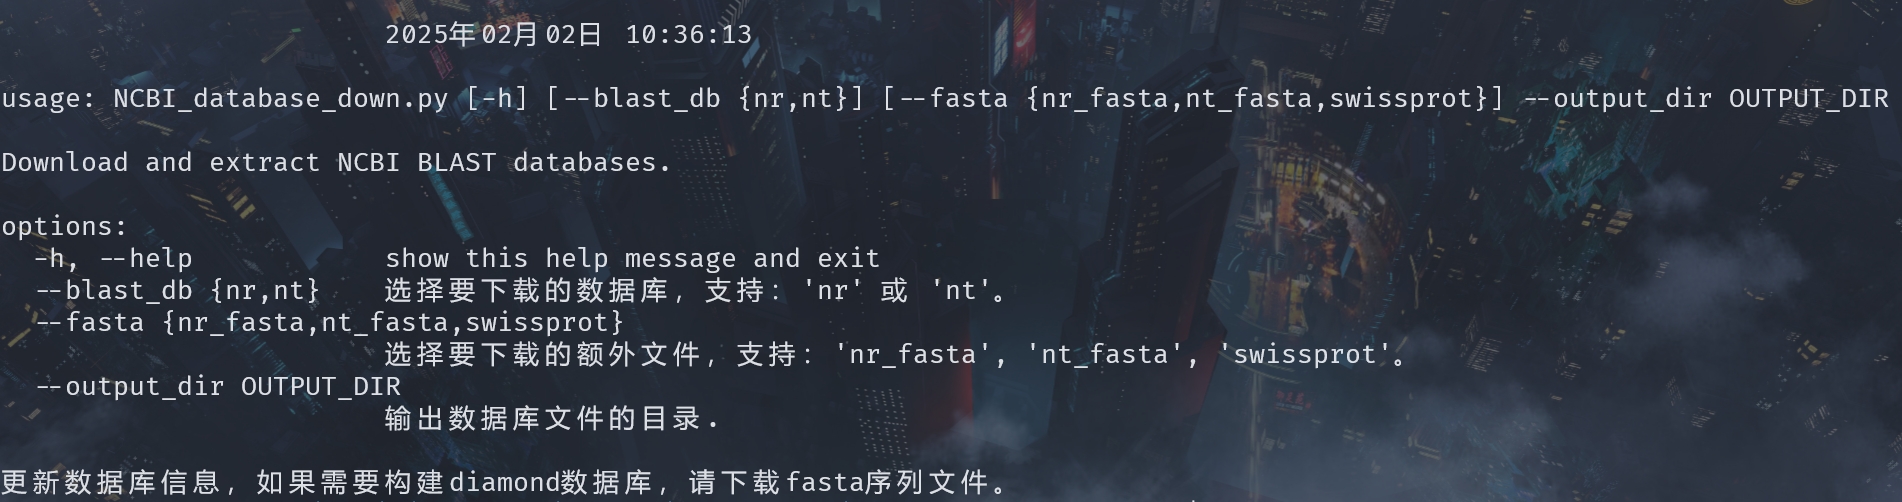 2025年02月02日 10:36:13
usage: NCBI_database_down.py [-h] [--blast_db {nr,nt}] [--fasta {nr_fasta,nt_fasta,swissprot}] --output_dir OUTPUT_DIR
Download and extract NCBI BLAST databases.
options:
-h, --help show this help message and exit
--blast_db {nr,nt} 选择要下载的数据库，支持：'nr' 或 'nt'。
--fasta {nr_fasta,nt_fasta,swissprot}
选择要下载的额外文件，支持：'nr_fasta', 'nt_fasta', 'swissprot'。
--output_dir OUTPUT_DIR
输出数据库文件的目录.
更新数据库信息，如果需要构建diamond数据库，请下载fasta序列文件。